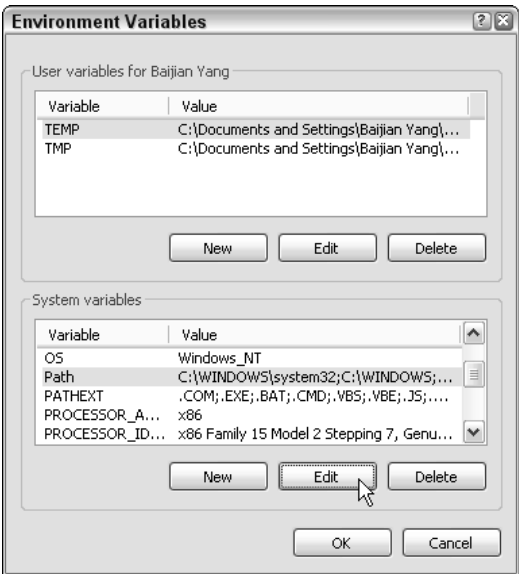 Environment Variables
User variables for Baijian Yang
Variable Value
TEMP C:\Documents and Settings\Baijian Yang\...
TMP C:\Documents and Settings\Baijian Yang\...
New Edit Delete
System variables
Variable Value
OS Windows_NT
Path C:\WINDOWS\system32;C:\WINDOWS;...
PATHEXT .COM;.EXE;.BAT;.CMD;.VBS;.VBE;.JS;....
PROCESSOR_A... x86
PROCESSOR_ID... x86 Family 15 Model 2 Stepping 7, Genu...
New Edit Delete
OK Cancel